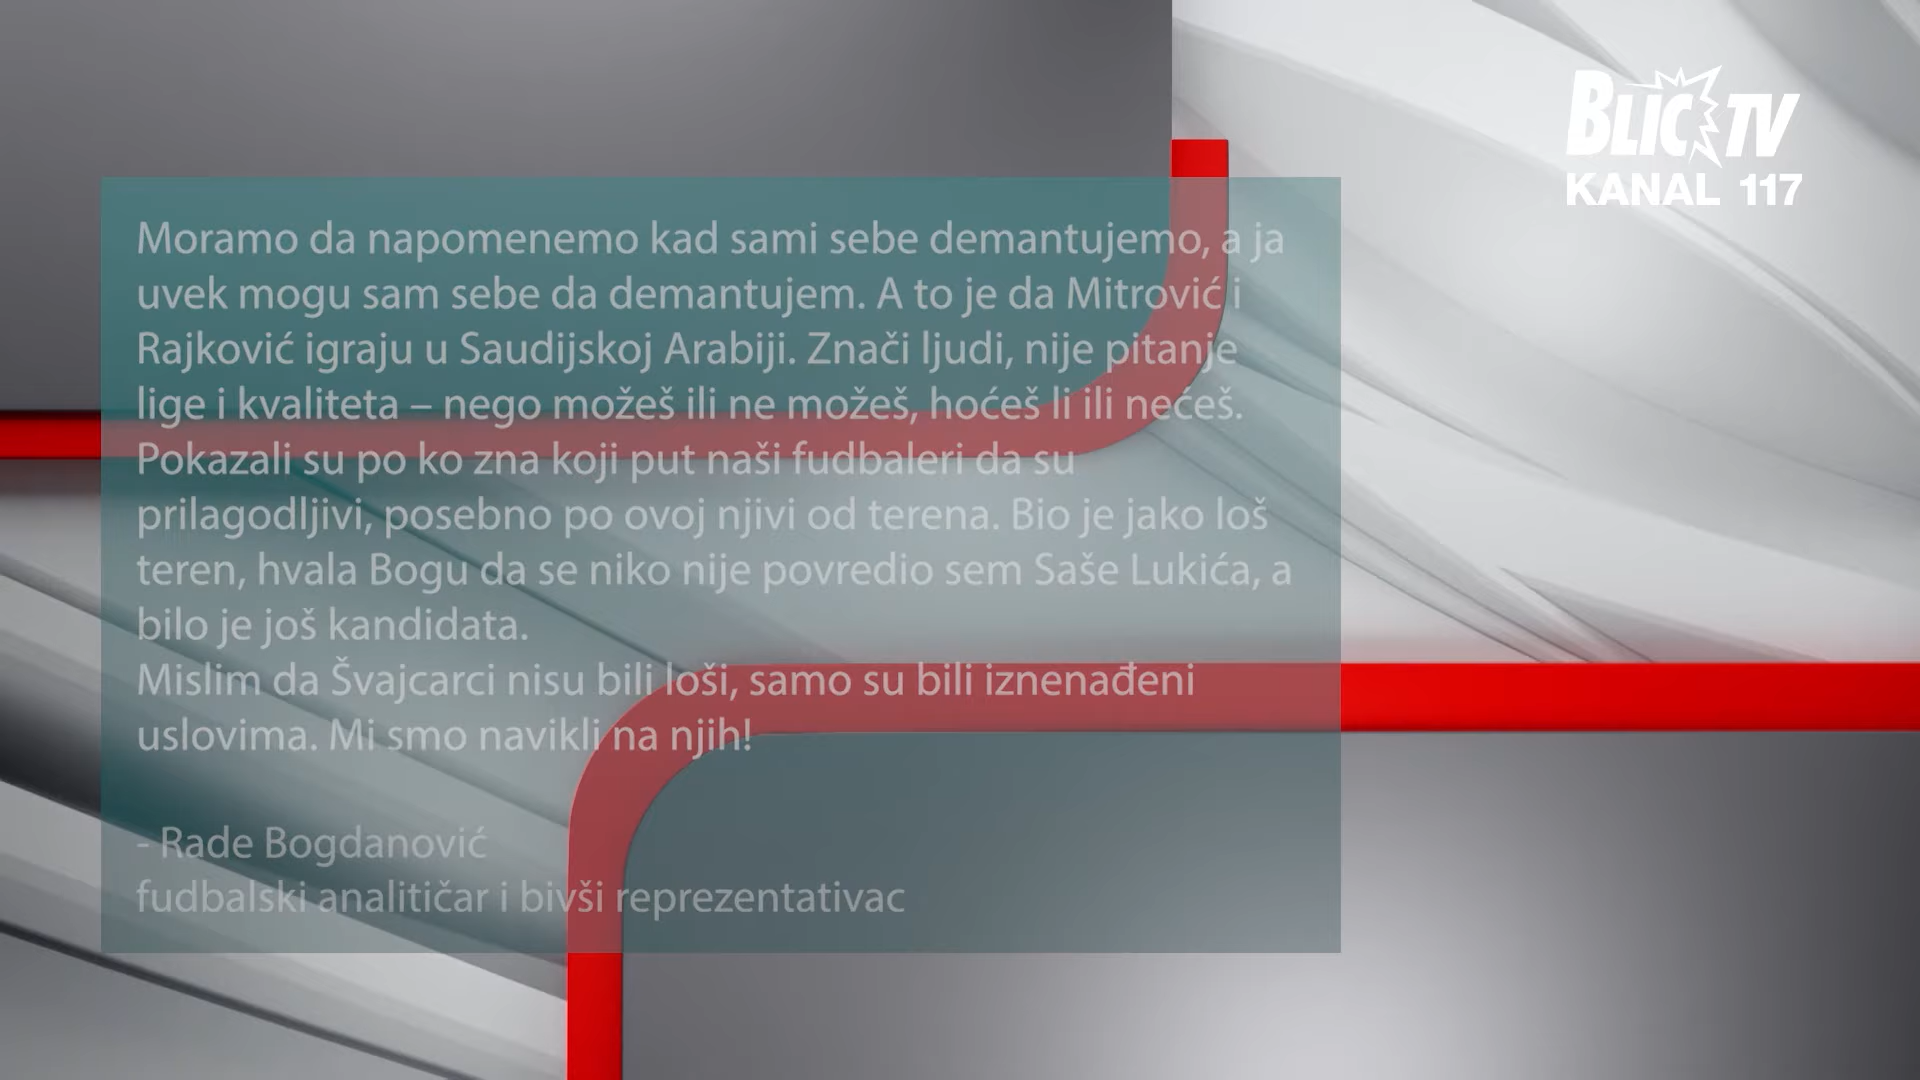 BLIC TV
KANAL 117
Moramo da napomenemo kad sami sebe demantujemo, a ja
uvek mogu sam sebe da demantujem. A to je da Mitrović i
Rajković igraju u Saudijskoj Arabiji. Znači ljudi, nije pitanje
lige i kvaliteta – nego možeš ili ne možeš, hoćeš li ili nećeš.
Pokazali su po ko zna koji put naši fudbaleri da su
prilagodljivi, posebno po ovoj njivi od terena. Bio je jako loš
teren, hvala Bogu da se niko nije povredio sem Saše Lukića, a
bilo je još kandidata.
Mislim da Švajcarci nisu bili loši, samo su bili iznenađeni
uslovima. Mi smo navikli na njih!
- Rade Bogdanović
fudbalski analitičar i bivši reprezentativac